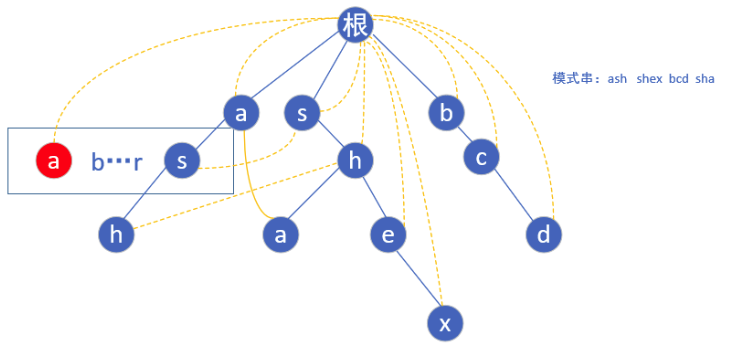 根
模式串：ash shex bcd sha
a s b
a b···r s h c
h a e d
x